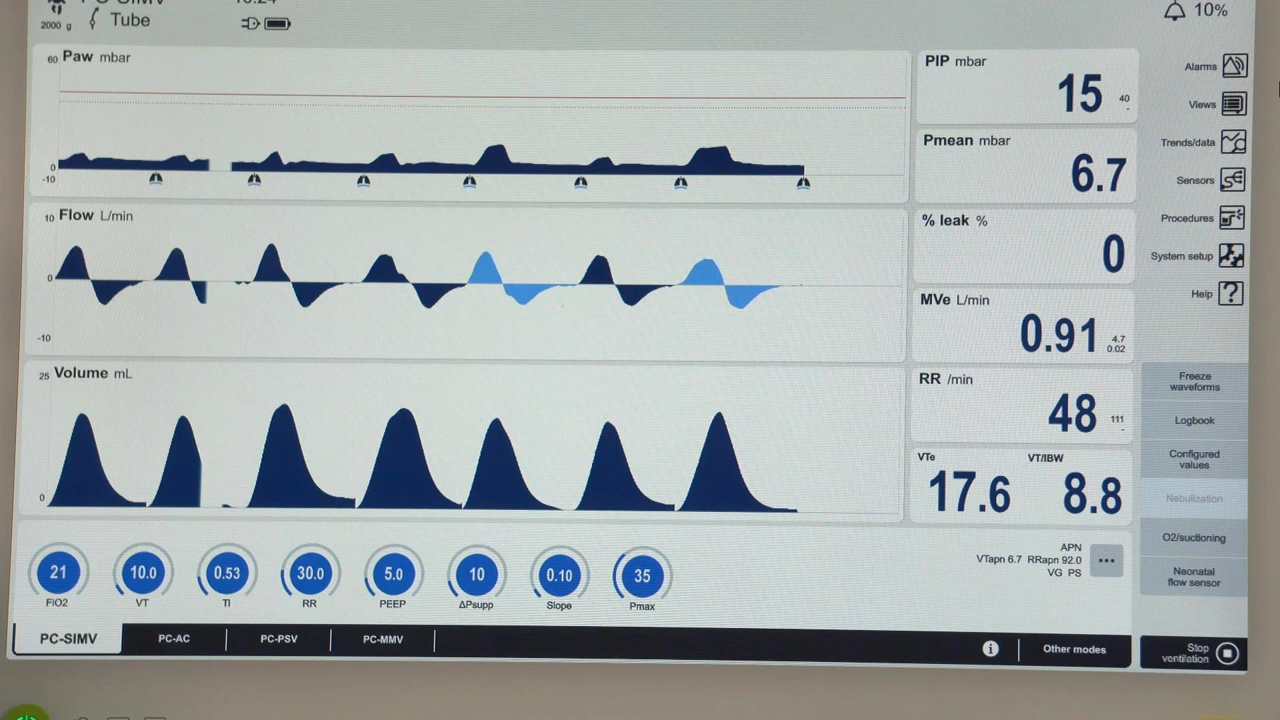 2000 g Tube
10%
60 Paw mbar
0
-10
10 Flow L/min
0
-10
25 Volume mL
0
PIP mbar
15 40
-
Pmean mbar
6.7
% leak %
0
MVe L/min
0.91 4.7
0.02
RR /min
48 111
-
VTe VT/IBW
17.6 8.8
Alarms
Views
Trends/data
Sensors
Procedures
System setup
Help ?
Freeze
waveforms
Logbook
Configured
values
Nebulization
O2/suctioning
Neonatal
flow sensor
21 10.0 0.53 30.0 5.0 10 0.10 35
FiO2 VT TI RR PEEP ΔPsupp Slope Pmax
APN
VTapn 6.7 RRapn 92.0
VG PS
PC-SIMV PC-AC PC-PSV PC-MMV i Other modes
Stop
ventilation